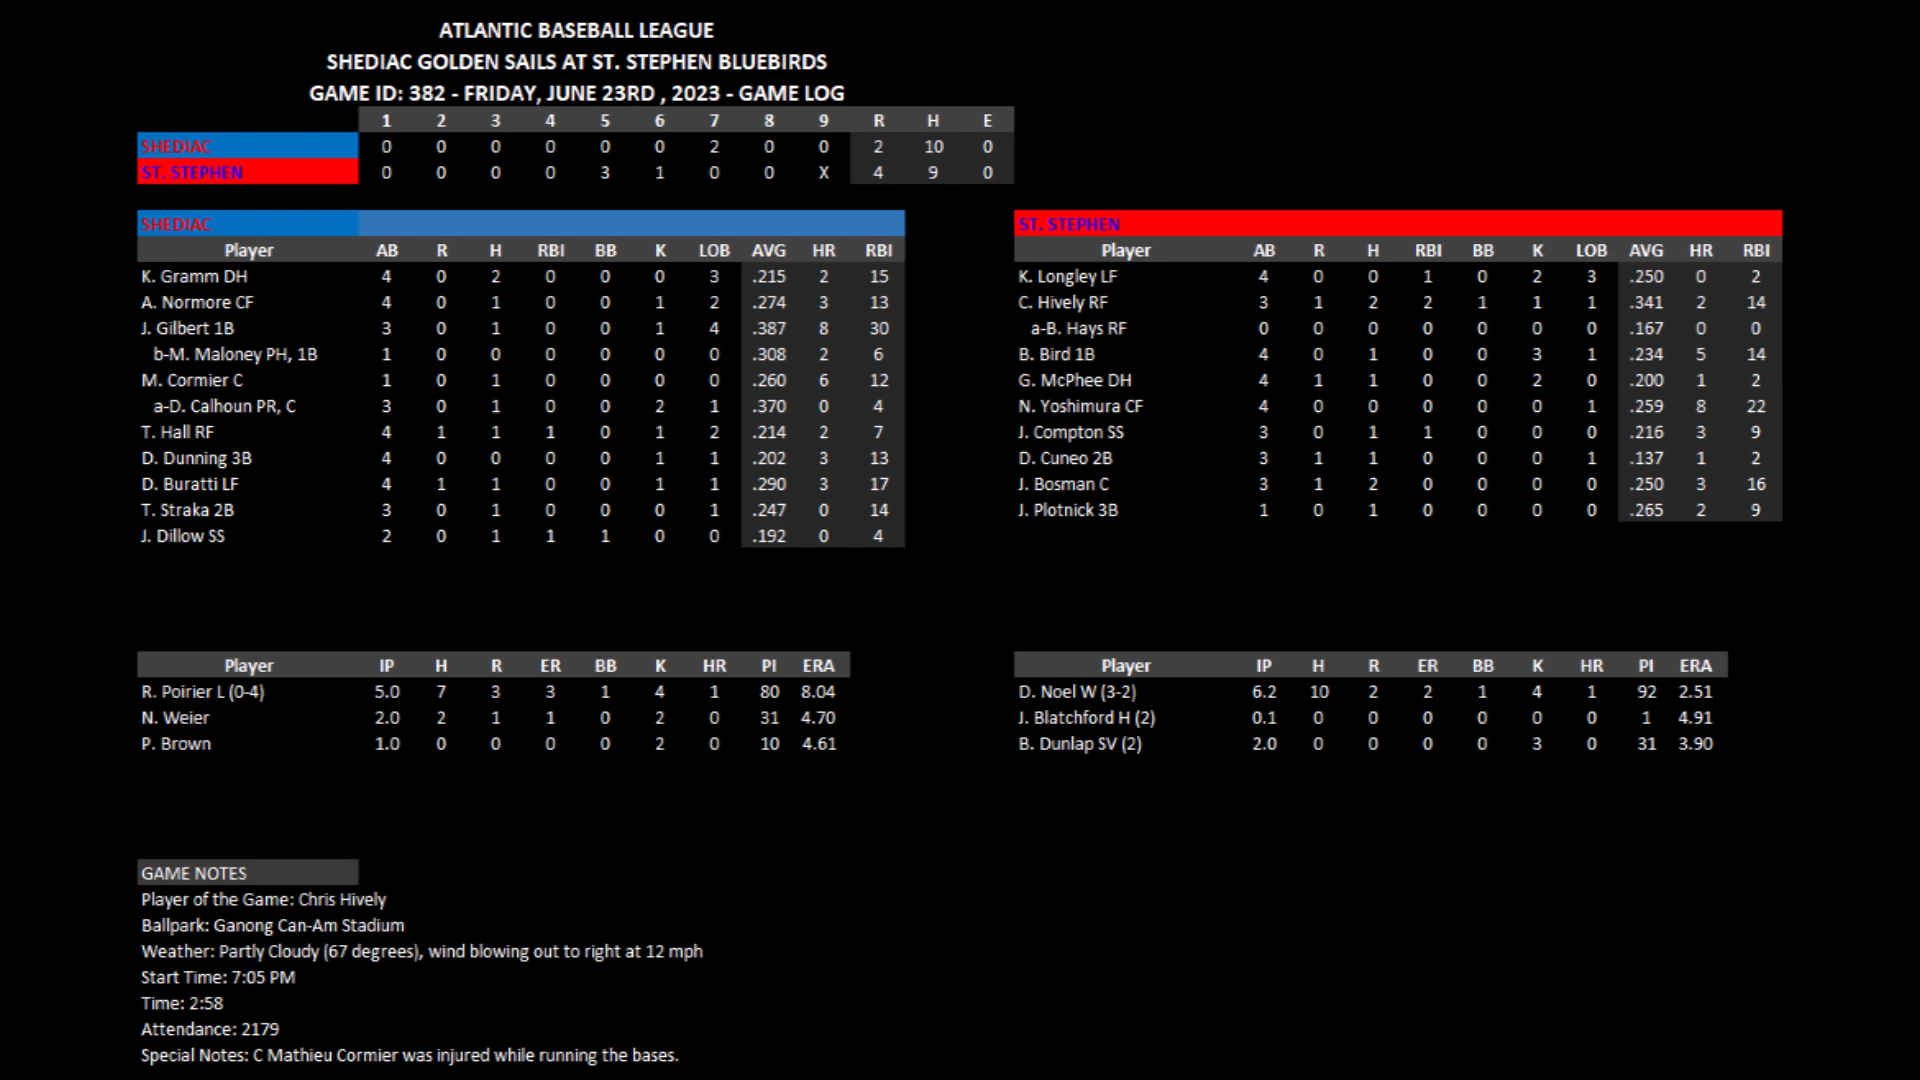 ATLANTIC BASEBALL LEAGUE
SHEDIAC GOLDEN SAILS AT ST. STEPHEN BLUEBIRDS
GAME ID: 382 - FRIDAY, JUNE 23RD , 2023 - GAME LOG
1 2 3 4 5 6 7 8 9 R H E
SHEDIAC 0 0 0 0 0 0 2 0 0 2 10 0
ST. STEPHEN 0 0 0 0 3 1 0 0 X 4 9 0
SHEDIAC
Player AB R H RBI BB K LOB AVG HR RBI
K. Gramm DH 4 0 2 0 0 0 3 .215 2 15
A. Normore CF 4 0 1 0 0 1 2 .274 3 13
J. Gilbert 1B 3 0 1 0 0 1 4 .387 8 30
b-M. Maloney PH, 1B 1 0 0 0 0 0 0 .308 2 6
M. Cormier C 1 0 1 0 0 0 0 .260 6 12
a-D. Calhoun PR, C 3 0 1 0 0 2 1 .370 0 4
T. Hall RF 4 1 1 1 0 1 2 .214 2 7
D. Dunning 3B 4 0 0 0 0 1 1 .202 3 13
D. Buratti LF 4 1 1 0 0 1 1 .290 3 17
T. Straka 2B 3 0 1 0 0 0 1 .247 0 14
J. Dillow SS 2 0 1 1 1 0 0 .192 0 4
ST. STEPHEN
Player AB R H RBI BB K LOB AVG HR RBI
K. Longley LF 4 0 0 1 0 2 3 .250 0 2
C. Hively RF 3 1 2 2 1 1 1 .341 2 14
a-B. Hays RF 0 0 0 0 0 0 0 .167 0 0
B. Bird 1B 4 0 1 0 0 3 1 .234 5 14
G. McPhee DH 4 1 1 0 0 2 0 .200 1 2
N. Yoshimura CF 4 0 0 0 0 0 1 .259 8 22
J. Compton SS 3 0 1 1 0 0 0 .216 3 9
D. Cuneo 2B 3 1 1 0 0 0 1 .137 1 2
J. Bosman C 3 1 2 0 0 0 0 .250 3 16
J. Plotnick 3B 1 0 1 0 0 0 0 .265 2 9
Player IP H R ER BB K HR PI ERA
R. Poirier L (0-4) 5.0 7 3 3 1 4 1 80 8.04
N. Weier 2.0 2 1 1 0 2 0 31 4.70
P. Brown 1.0 0 0 0 0 2 0 10 4.61
Player IP H R ER BB K HR PI ERA
D. Noel W (3-2) 6.2 10 2 2 1 4 1 92 2.51
J. Blatchford H (2) 0.1 0 0 0 0 0 0 1 4.91
B. Dunlap SV (2) 2.0 0 0 0 0 3 0 31 3.90
GAME NOTES
Player of the Game: Chris Hively
Ballpark: Ganong Can-Am Stadium
Weather: Partly Cloudy (67 degrees), wind blowing out to right at 12 mph
Start Time: 7:05 PM
Time: 2:58
Attendance: 2179
Special Notes: C Mathieu Cormier was injured while running the bases.